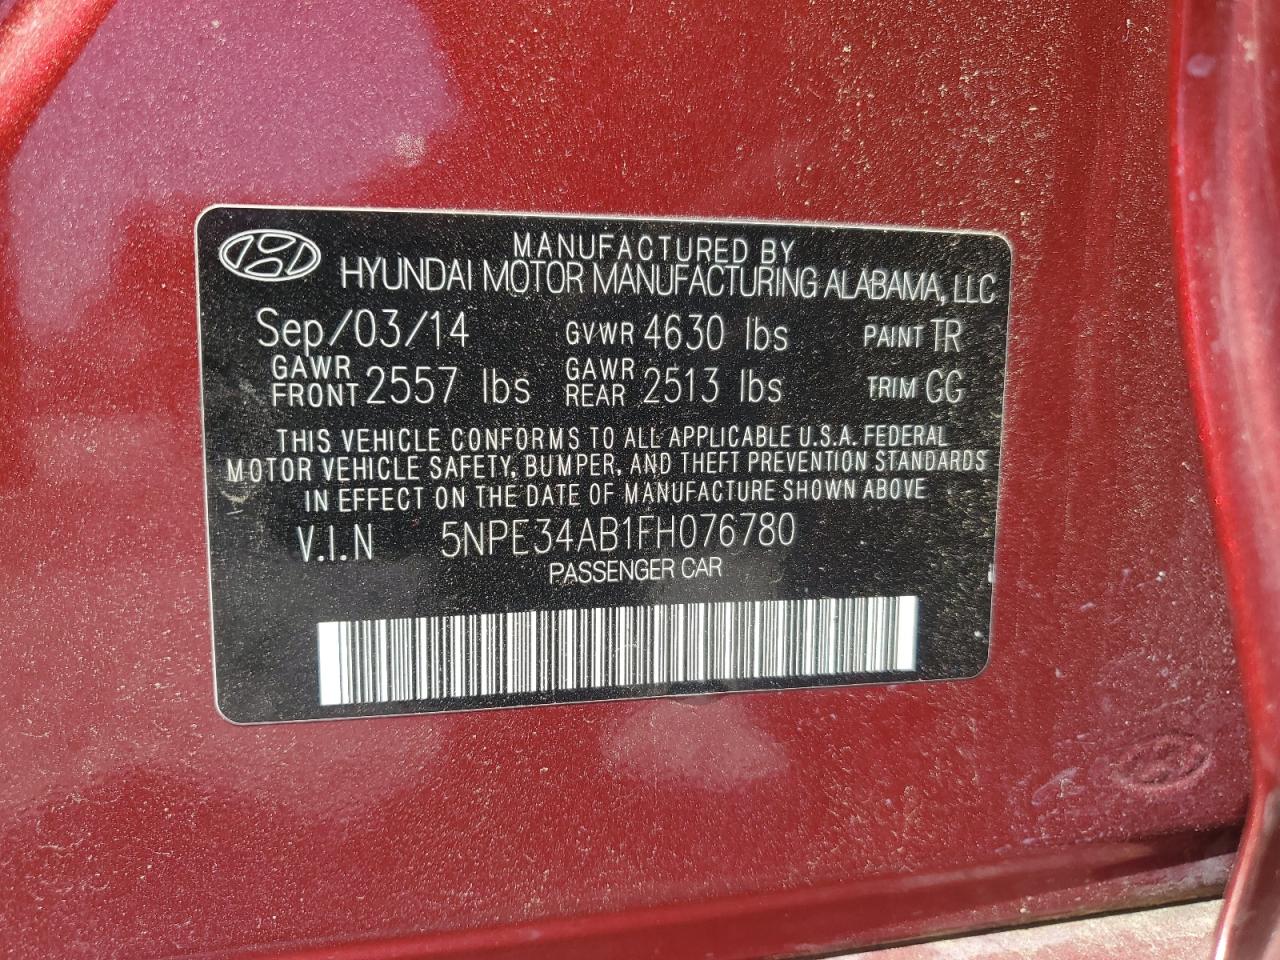 MANUFACTURED BY
HYUNDAI MOTOR MANUFACTURING ALABAMA, LLC
Sep/03/14 GVWR 4630 lbs PAINT TR
GAWR FRONT 2557 lbs GAWR REAR 2513 lbs TRIM GG
THIS VEHICLE CONFORMS TO ALL APPLICABLE U.S.A. FEDERAL
MOTOR VEHICLE SAFETY, BUMPER, AND THEFT PREVENTION STANDARDS
IN EFFECT ON THE DATE OF MANUFACTURE SHOWN ABOVE
V.I.N 5NPE34AB1FH076780
PASSENGER CAR